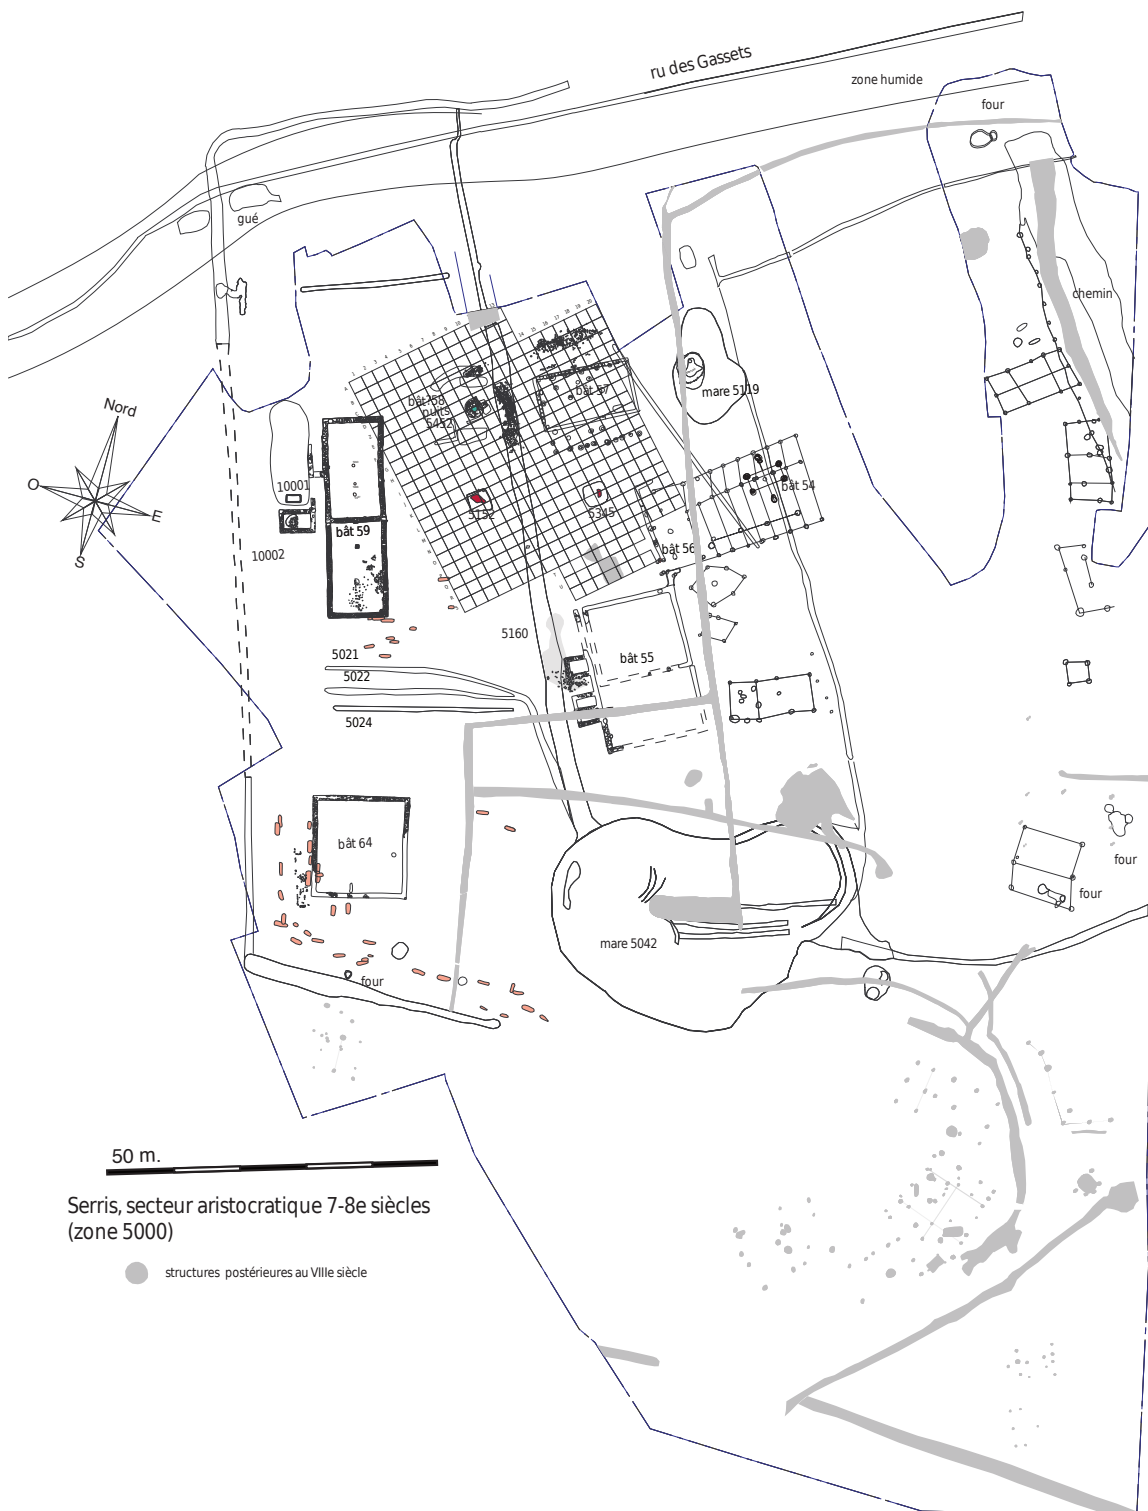 ru des Gassets
zone humide
four
gué
chemin
Nord
O
E
S
bât?58
puits
5452
bât 57
mare 5119
bât 54
10001
10002
bât 59
5152
5345
bât 56
5160
bât 55
5021
5022
5024
bât 64
mare 5042
four
four
four
50 m.
Serris, secteur aristocratique 7-8e siècles
(zone 5000)
structures postérieures au VIIIe siècle